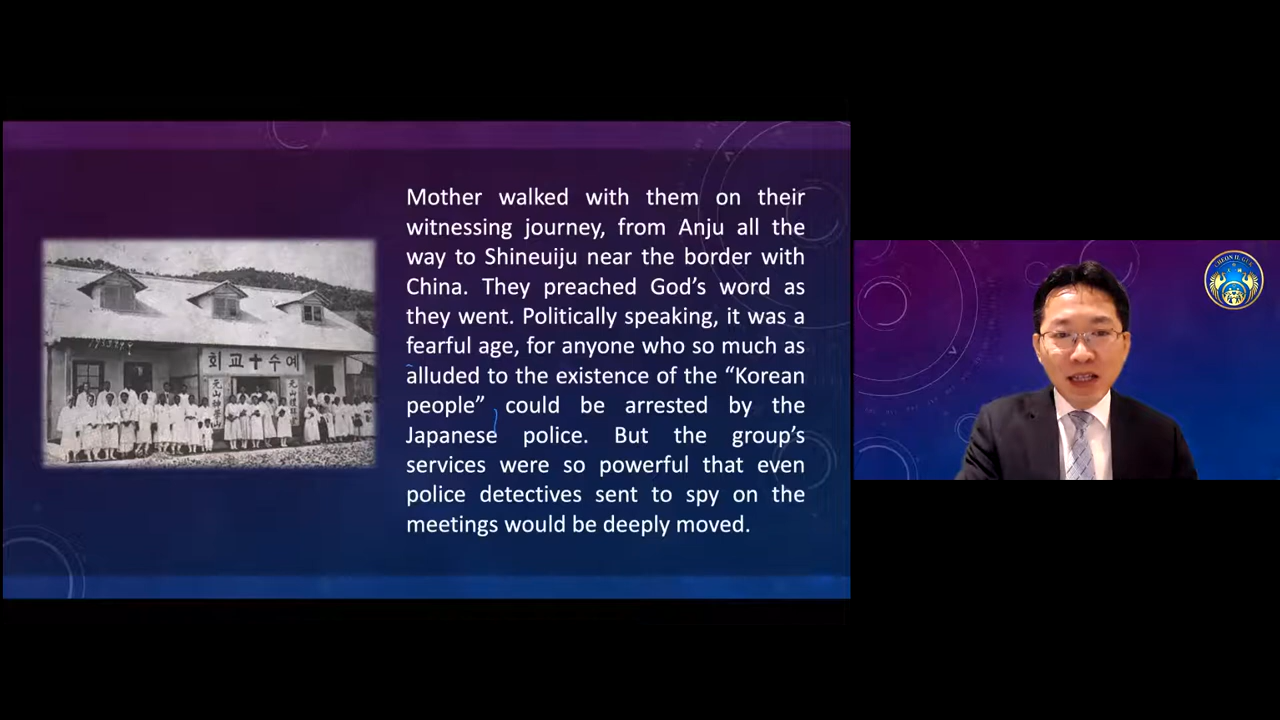 Mother walked with them on their
witnessing journey, from Anju all the
way to Shineuiju near the border with
China. They preached God’s word as
they went. Politically speaking, it was a
fearful age, for anyone who so much as
alluded to the existence of the “Korean
people” could be arrested by the
Japanese police. But the group’s
services were so powerful that even
police detectives sent to spy on the
meetings would be deeply moved.
회교✝수예
CHEON IL GUK